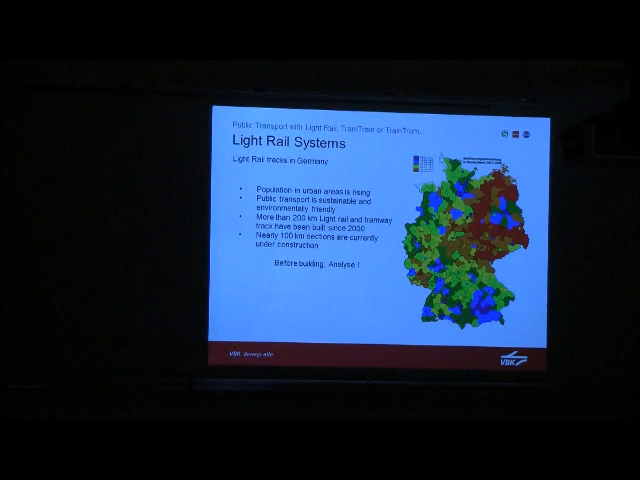 Public Transport with Light Rail, TramTrain or TrainTram...
Light Rail Systems
Light Rail tracks in Germany
• Population in urban areas is rising
• Public transport is sustainable and
environmentally friendly
• More than 200 km Light rail and tramway
track have been built since 2000
• Nearly 100 km sections are currently
under construction
Before building: Analyse !
VBK. Bewegt alle.
VBK